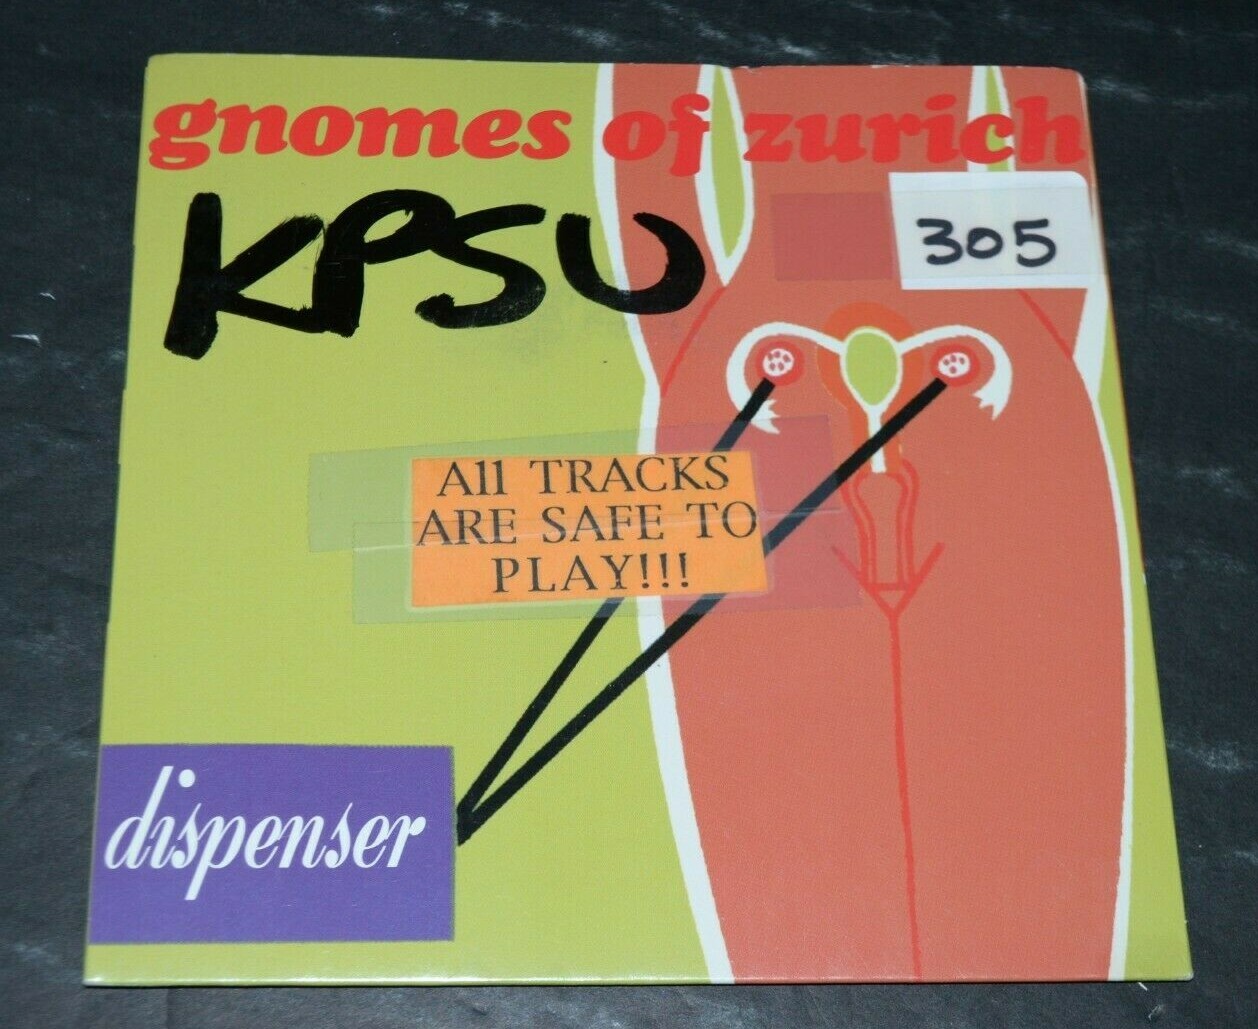 gnomes of zurich
KPSU
305
All TRACKS
ARE SAFE TO
PLAY!!!
dispenser